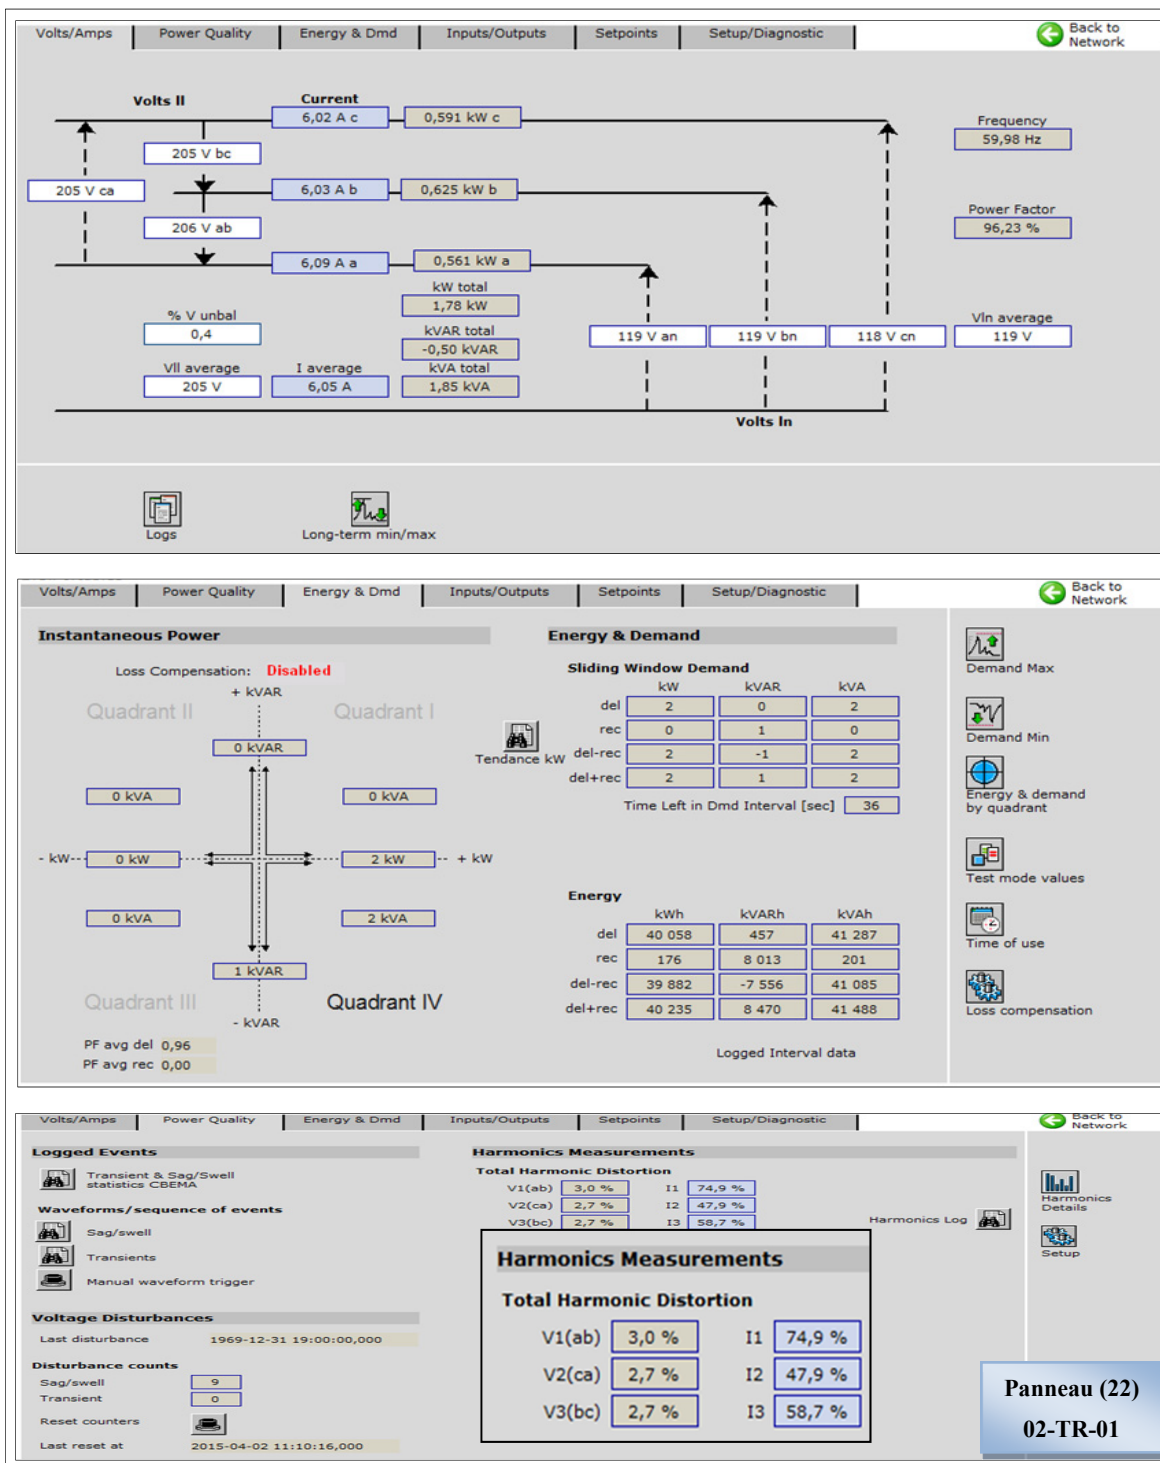 Volts/Amps Power Quality Energy & Dmd Inputs/Outputs Setpoints Setup/Diagnostic Back to Network
Volts ll Current
6,02 A c 0,591 kW c Frequency
59,98 Hz
205 V bc
205 V ca 6,03 A b 0,625 kW b
Power Factor
206 V ab 96,23 %
6,09 A a 0,561 kW a
kW total
1,78 kW
% V unbal Vln average
0,4 kVAR total 119 V an 119 V bn 118 V cn 119 V
-0,50 kVAR
Vll average I average kVA total
205 V 6,05 A 1,85 kVA
Volts ln
Logs Long-term min/max
Volts/Amps Power Quality Energy & Dmd Inputs/Outputs Setpoints Setup/Diagnostic Back to Network
Instantaneous Power
Loss Compensation: Disabled
+ kVAR
Quadrant II Quadrant I
0 kVAR
0 kVA 0 kVA
- kW 0 kW 2 kW + kW
0 kVA 2 kVA
1 kVAR
Quadrant III Quadrant IV
- kVAR
PF avg del 0,96
PF avg rec 0,00
Tendance kW
Energy & Demand
Sliding Window Demand
kW kVAR kVA
del 2 0 2
rec 0 1 0
del-rec 2 -1 2
del+rec 2 1 2
Time Left in Dmd Interval [sec] 36
Energy
kWh kVARh kVAh
del 40 058 457 41 287
rec 176 8 013 201
del-rec 39 882 -7 556 41 085
del+rec 40 235 8 470 41 488
Logged Interval data
Demand Max
Demand Min
Energy & demand
by quadrant
Test mode values
Time of use
Loss compensation
Volts/Amps Power Quality Energy & Dmd Inputs/Outputs Setpoints Setup/Diagnostic Back to Network
Logged Events
Transient & Sag/Swell
statistics CBEMA
Waveforms/sequence of events
Sag/swell
Transients
Manual waveform trigger
Voltage Disturbances
Last disturbance 1969-12-31 19:00:00,000
Disturbance counts
Sag/swell 9
Transient 0
Reset counters
Last reset at 2015-04-02 11:10:16,000
Harmonics Measurements
Total Harmonic Distortion
V1(ab) 3,0 % I1 74,9 %
V2(ca) 2,7 % I2 47,9 %
V3(bc) 2,7 % I3 58,7 %
Harmonics Log
Harmonics
Details
Setup
Harmonics Measurements
Total Harmonic Distortion
V1(ab) 3,0 % I1 74,9 %
V2(ca) 2,7 % I2 47,9 %
V3(bc) 2,7 % I3 58,7 %
Panneau (22)
02-TR-01